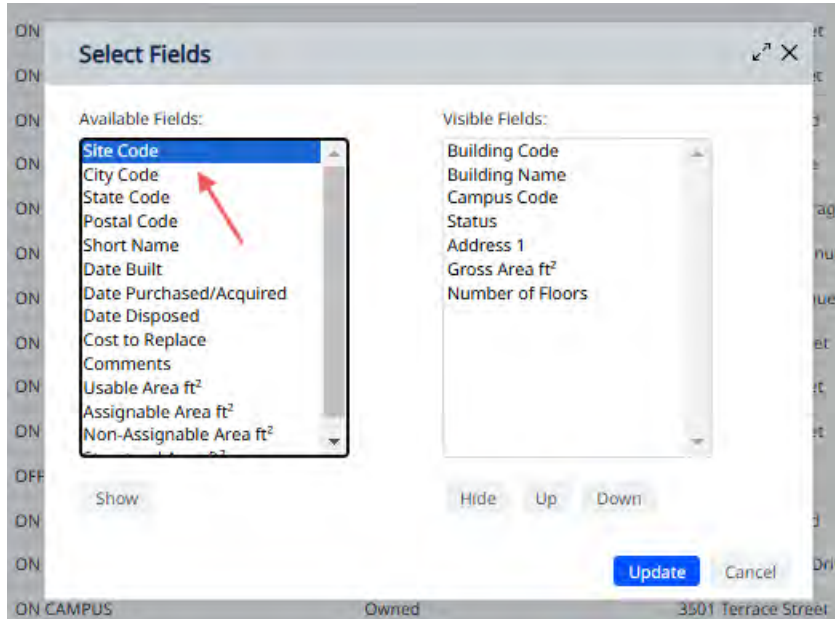 Select Fields
Available Fields:
Site Code
City Code
State Code
Postal Code
Short Name
Date Built
Date Purchased/Acquired
Date Disposed
Cost to Replace
Comments
Usable Area ft²
Assignable Area ft²
Non-Assignable Area ft²
Show
Visible Fields:
Building Code
Building Name
Campus Code
Status
Address 1
Gross Area ft²
Number of Floors
Hide Up Down
Update Cancel
ON
ON
ON
ON
ON
ON
ON
ON
ON
ON
OFF
ON
ON
ON CAMPUS Owned 3501 Terrace Street